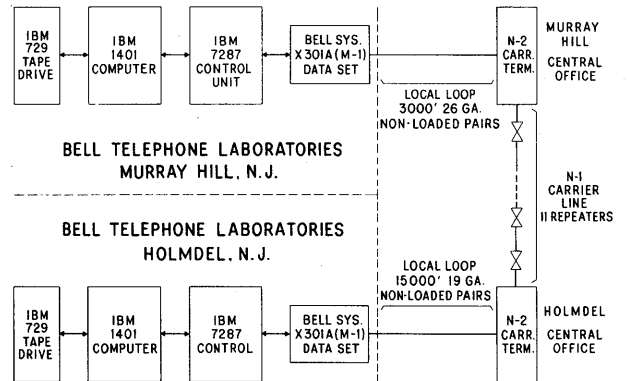 IBM
729
TAPE
DRIVE
IBM
1401
COMPUTER
IBM
7287
CONTROL
UNIT
BELL SYS.
X301A(M-1)
DATA SET
N-2
CARR.
TERM.
MURRAY
HILL
CENTRAL
OFFICE
LOCAL LOOP
3000' 26 GA.
NON-LOADED PAIRS
BELL TELEPHONE LABORATORIES
MURRAY HILL, N.J.
N-1
CARRIER
LINE
11 REPEATERS
BELL TELEPHONE LABORATORIES
HOLMDEL, N.J.
LOCAL LOOP
15000' 19 GA.
NON-LOADED PAIRS
IBM
729
TAPE
DRIVE
IBM
1401
COMPUTER
IBM
7287
CONTROL
BELL SYS.
X301A(M-1)
DATA SET
N-2
CARR.
TERM.
HOLMDEL
CENTRAL
OFFICE